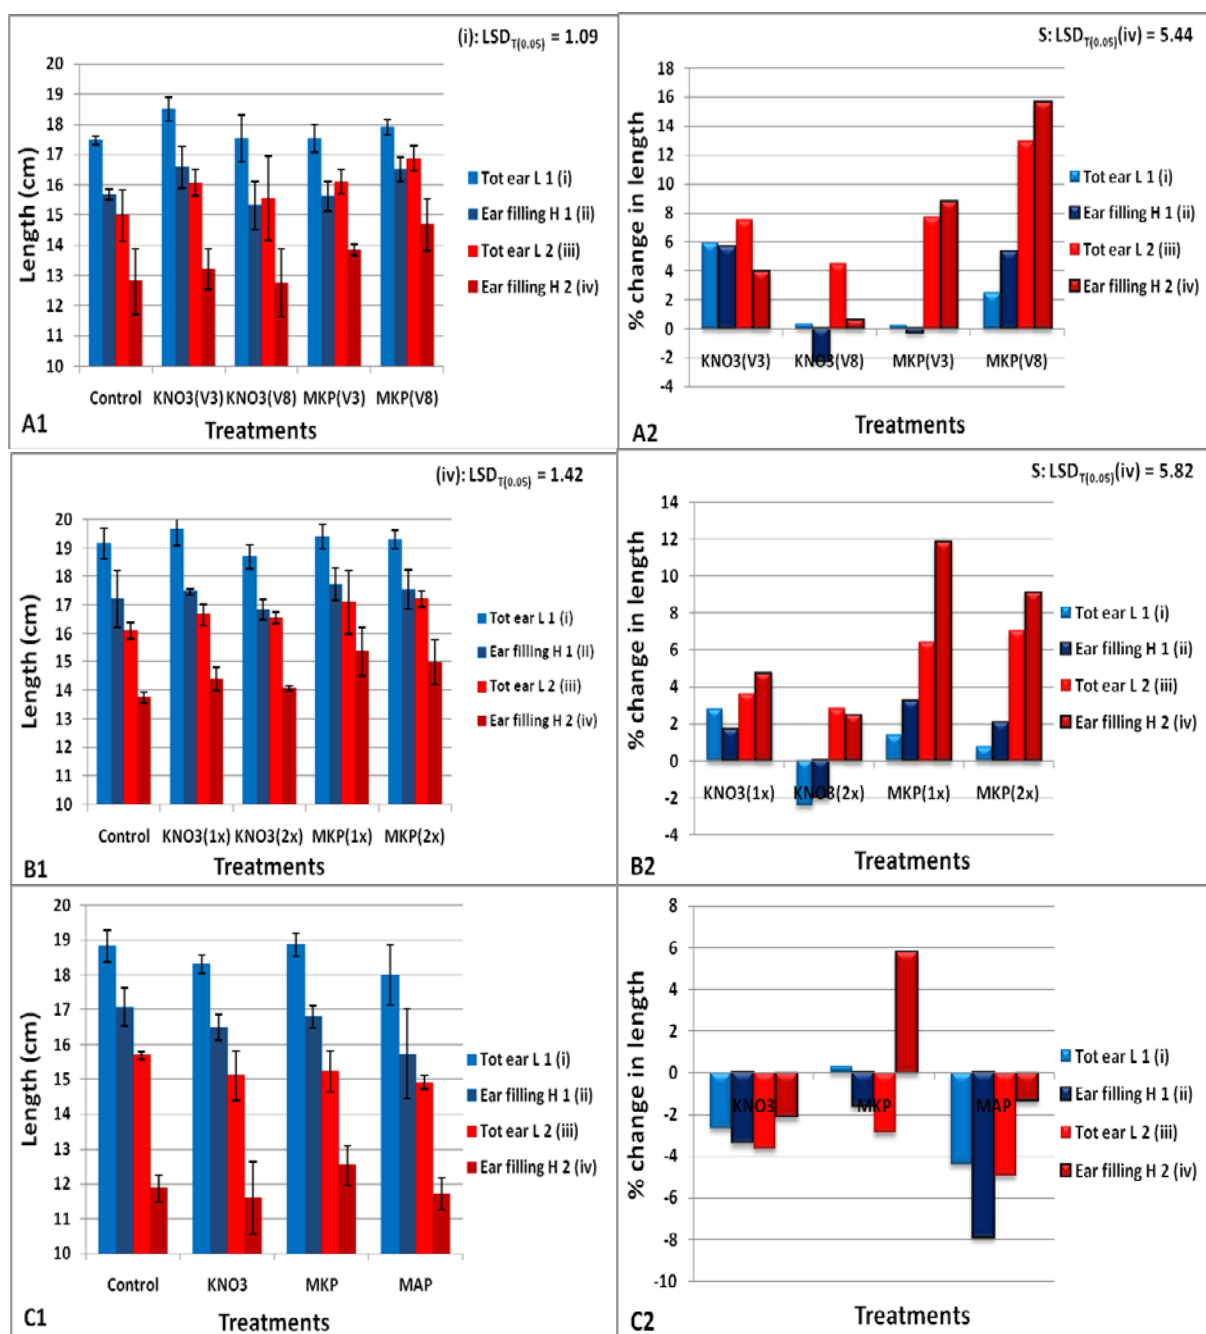 (i): LSD_T(0.05) = 1.09
Length (cm)
20
19
18
17
16
15
14
13
12
11
10
Control KNO3(V3) KNO3(V8) MKP(V3) MKP(V8)
Treatments
A1
Tot ear L 1 (i)
Ear filling H 1 (ii)
Tot ear L 2 (iii)
Ear filling H 2 (iv)
S: LSD_T(0.05)(iv) = 5.44
% change in length
18
16
14
12
10
8
6
4
2
0
-2
-4
KNO3(V3) KNO3(V8) MKP(V3) MKP(V8)
Treatments
A2
Tot ear L 1 (i)
Ear filling H 1 (ii)
Tot ear L 2 (iii)
Ear filling H 2 (iv)
(iv): LSD_T(0.05) = 1.42
Length (cm)
20
19
18
17
16
15
14
13
12
11
10
Control KNO3(1x) KNO3(2x) MKP(1x) MKP(2x)
Treatments
B1
Tot ear L 1 (i)
Ear filling H 1 (ii)
Tot ear L 2 (iii)
Ear filling H 2 (iv)
S: LSD_T(0.05)(iv) = 5.82
% change in length
14
12
10
8
6
4
2
0
-2
-4
KNO3(1x) KNO3(2x) MKP(1x) MKP(2x)
Treatments
B2
Tot ear L 1 (i)
Ear filling H 1 (ii)
Tot ear L 2 (iii)
Ear filling H 2 (iv)
Length (cm)
20
19
18
17
16
15
14
13
12
11
10
Control KNO3 MKP MAP
Treatments
C1
Tot ear L 1 (i)
Ear filling H 1 (ii)
Tot ear L 2 (iii)
Ear filling H 2 (iv)
% change in length
8
6
4
2
0
-2
-4
-6
-8
-10
KNO3 MKP MAP
Treatments
C2
Tot ear L 1 (i)
Ear filling H 1 (ii)
Tot ear L 2 (iii)
Ear filling H 2 (iv)